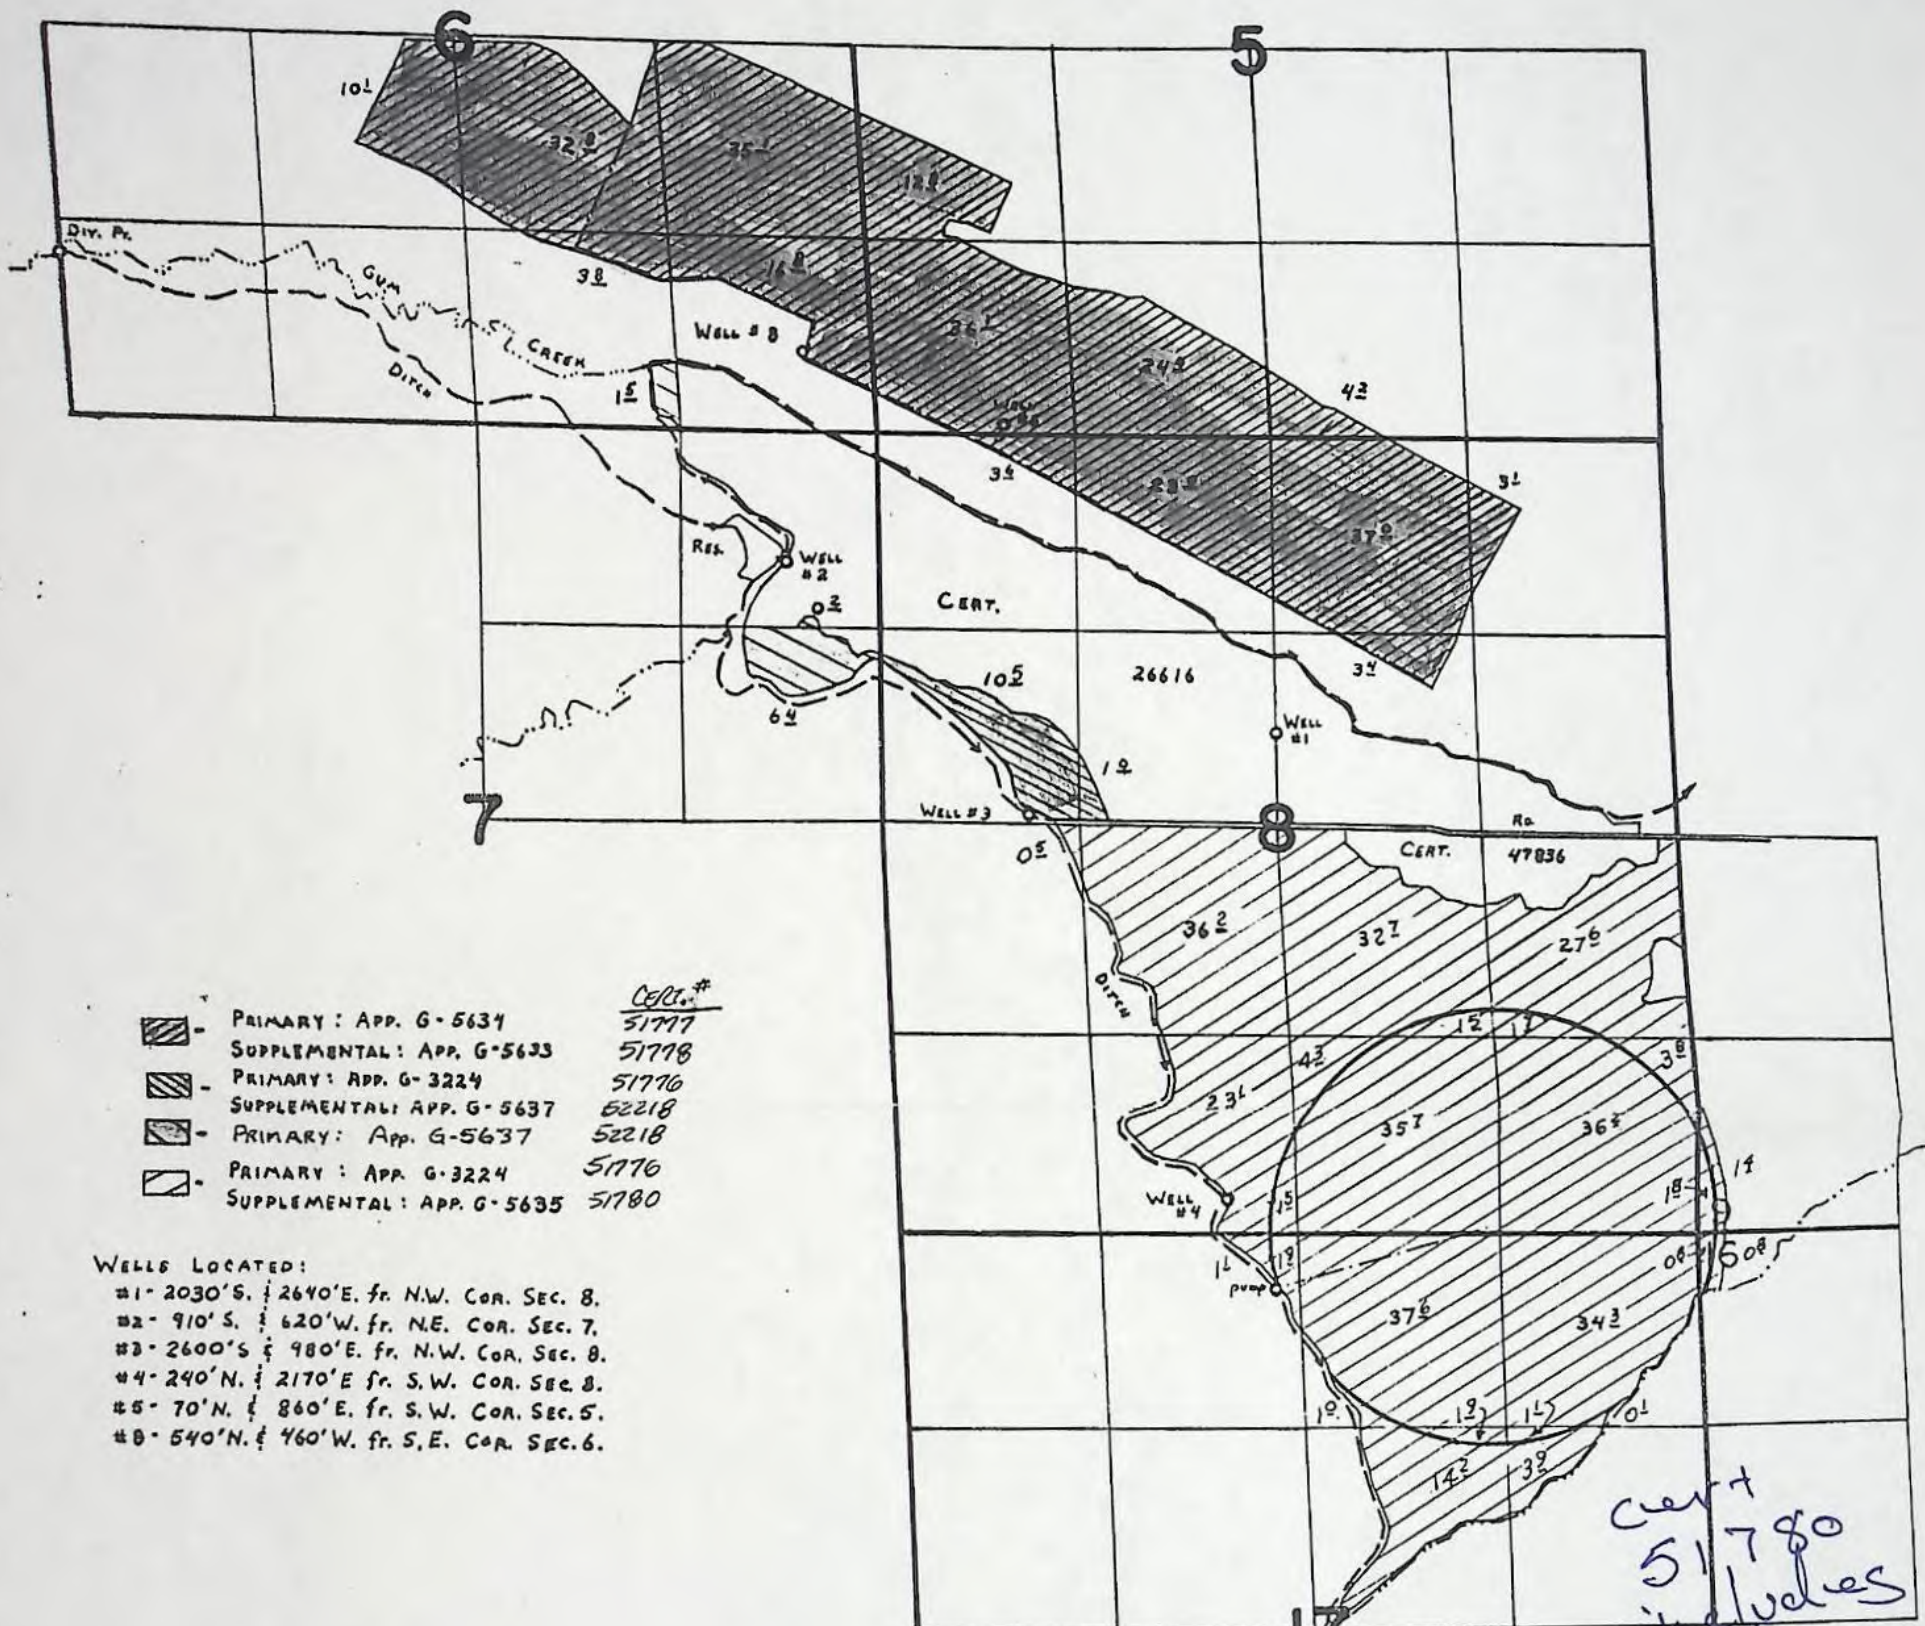 6
5
10 1
32 8
35
12 8
Div. Pt.
Gum
Creek
Ditch
3 8
16 8
Well #8
36 1
24 9
4 3
1 5
Well
3 6
3 1
37 0
Res.
Well
#2
0 2
Cert.
26616
10 5
3 4
6 4
1 0
Well
#1
7
Well #3
8
Rd.
0 5
Cert. 47836
36 2
32 7
27 6
Ditch
1 5
4 3
3 8
23 1
35 7
36 2
1 4
Well
#4
1 5
1 8
1 1
1 9
0 6
0 8
pump
37 6
34 3
1 0
1 9
1 1
0 1
14 2
3 9
17
Cert. #
Primary: App. G-5634 51777
Supplemental: App. G-5633 51778
Primary: App. G-3224 51776
Supplemental: App. G-5637 52218
Primary: App. G-5637 52218
Primary: App. G-3224 51776
Supplemental: App. G-5635 51780
Wells Located:
#1 - 2030' S. & 2640' E. fr. N.W. Cor. Sec. 8.
#2 - 910' S. & 620' W. fr. N.E. Cor. Sec. 7.
#3 - 2600' S & 980' E. fr. N.W. Cor. Sec. 8.
#4 - 240' N. & 2170' E fr. S.W. Cor. Sec. 8.
#5 - 70' N. & 860' E. fr. S.W. Cor. Sec. 5.
#8 - 540' N. & 460' W. fr. S.E. Cor. Sec. 6.
cert
51780
includes